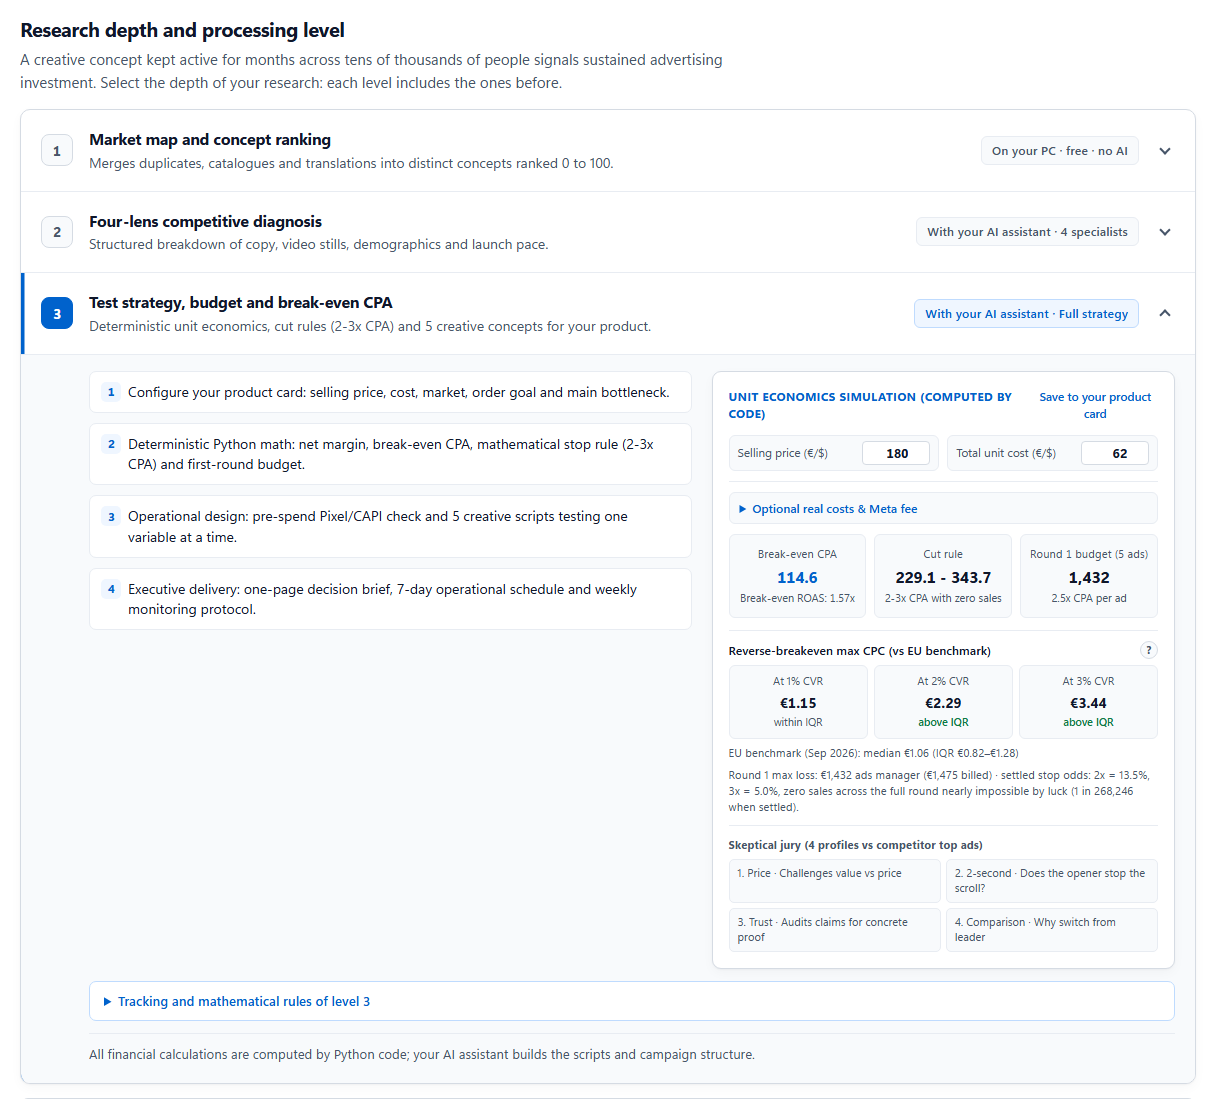 Research depth and processing level
A creative concept kept active for months across tens of thousands of people signals sustained advertising
investment. Select the depth of your research: each level includes the ones before.
1
Market map and concept ranking
Merges duplicates, catalogues and translations into distinct concepts ranked 0 to 100.
On your PC · free · no AI
2
Four-lens competitive diagnosis
Structured breakdown of copy, video stills, demographics and launch pace.
With your AI assistant · 4 specialists
3
Test strategy, budget and break-even CPA
Deterministic unit economics, cut rules (2-3x CPA) and 5 creative concepts for your product.
With your AI assistant · Full strategy
1 Configure your product card: selling price, cost, market, order goal and main bottleneck.
2 Deterministic Python math: net margin, break-even CPA, mathematical stop rule (2-3x
CPA) and first-round budget.
3 Operational design: pre-spend Pixel/CAPI check and 5 creative scripts testing one
variable at a time.
4 Executive delivery: one-page decision brief, 7-day operational schedule and weekly
monitoring protocol.
UNIT ECONOMICS SIMULATION (COMPUTED BY
CODE)
Save to your product
card
Selling price (€/$) 180
Total unit cost (€/$) 62
▶ Optional real costs & Meta fee
Break-even CPA
114.6
Break-even ROAS: 1.57x
Cut rule
229.1 - 343.7
2-3x CPA with zero sales
Round 1 budget (5 ads)
1,432
2.5x CPA per ad
Reverse-breakeven max CPC (vs EU benchmark) ?
At 1% CVR
€1.15
within IQR
At 2% CVR
€2.29
above IQR
At 3% CVR
€3.44
above IQR
EU benchmark (Sep 2026): median €1.06 (IQR €0.82–€1.28)
Round 1 max loss: €1,432 ads manager (€1,475 billed) · settled stop odds: 2x = 13.5%,
3x = 5.0%, zero sales across the full round nearly impossible by luck (1 in 268,246
when settled).
Skeptical jury (4 profiles vs competitor top ads)
1. Price · Challenges value vs price
2. 2-second · Does the opener stop the
scroll?
3. Trust · Audits claims for concrete
proof
4. Comparison · Why switch from
leader
▶ Tracking and mathematical rules of level 3
All financial calculations are computed by Python code; your AI assistant builds the scripts and campaign structure.